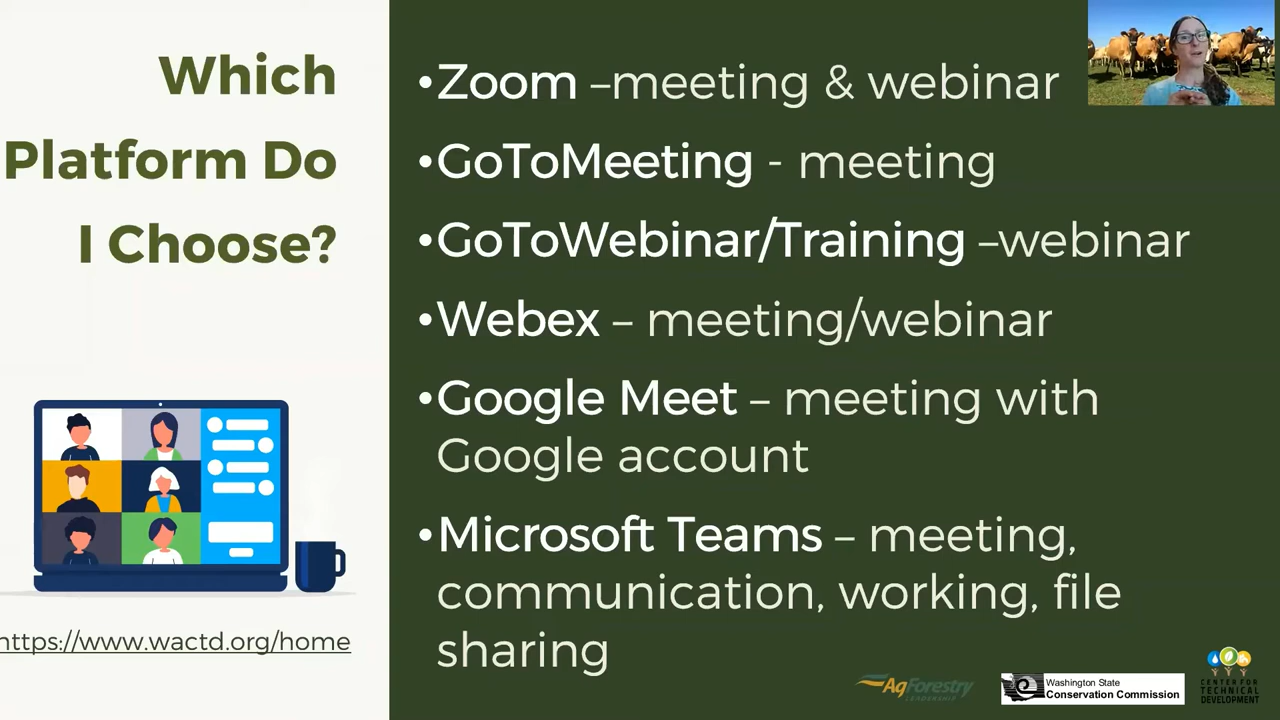 Which
Platform Do
I Choose?
https://www.wactd.org/home
•Zoom –meeting & webinar
•GoToMeeting - meeting
•GoToWebinar/Training –webinar
•Webex – meeting/webinar
•Google Meet – meeting with
Google account
•Microsoft Teams – meeting,
communication, working, file
sharing
AgForestry
LEADERSHIP
Washington State
Conservation Commission
CENTER FOR
TECHNICAL
DEVELOPMENT